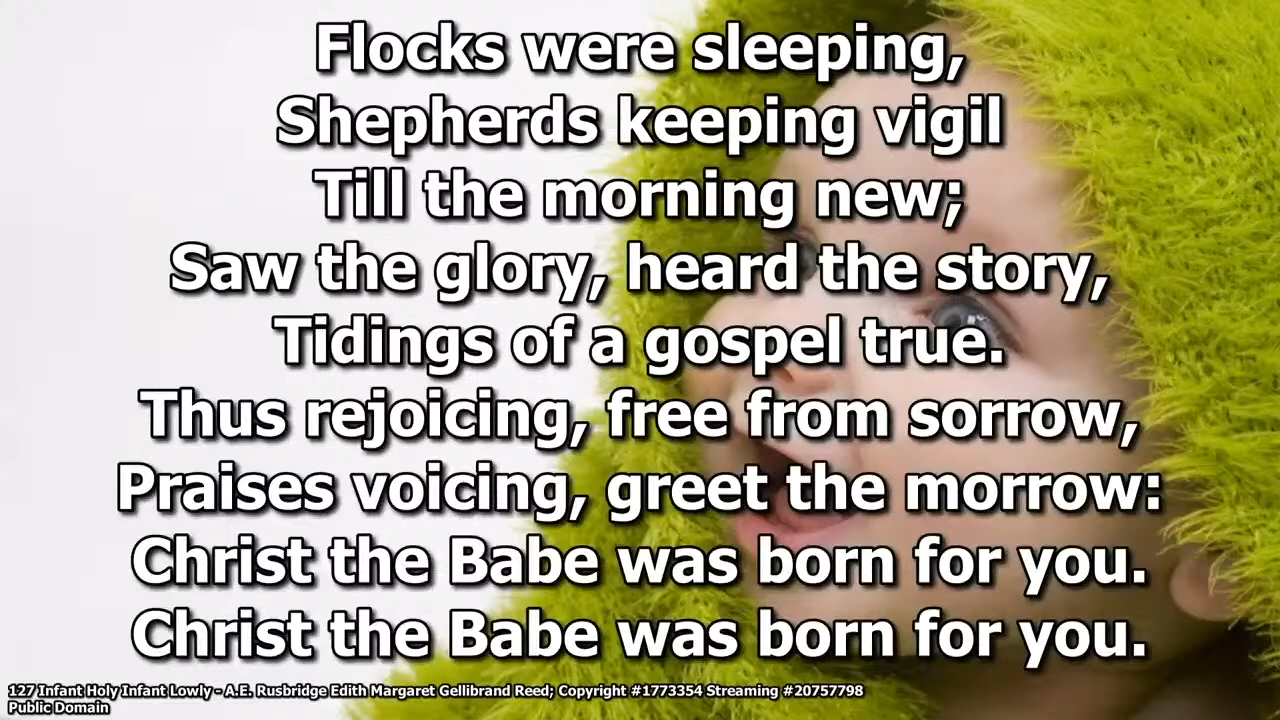 Flocks were sleeping,
Shepherds keeping vigil
Till the morning new;
Saw the glory, heard the story,
Tidings of a gospel true.
Thus rejoicing, free from sorrow,
Praises voicing, greet the morrow:
Christ the Babe was born for you.
Christ the Babe was born for you.
127 Infant Holy Infant Lowly - A.E. Rusbridge Edith Margaret Gellibrand Reed; Copyright #1773354 Streaming #20757798
Public Domain